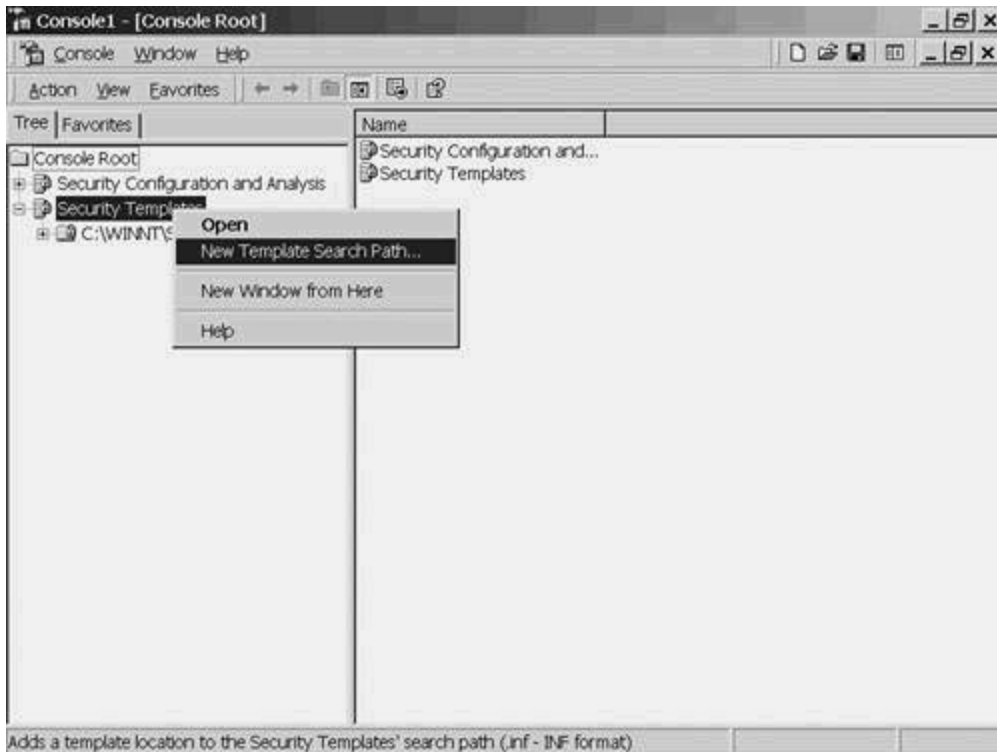 Console1 - [Console Root]
Console Window Help
Action View Favorites
Tree Favorites
Name
Console Root
Security Configuration and Analysis
Security Templates
C:\WINNT\
Security Configuration and...
Security Templates
Open
New Template Search Path...
New Window from Here
Help
Adds a template location to the Security Templates' search path (.inf - INF format)